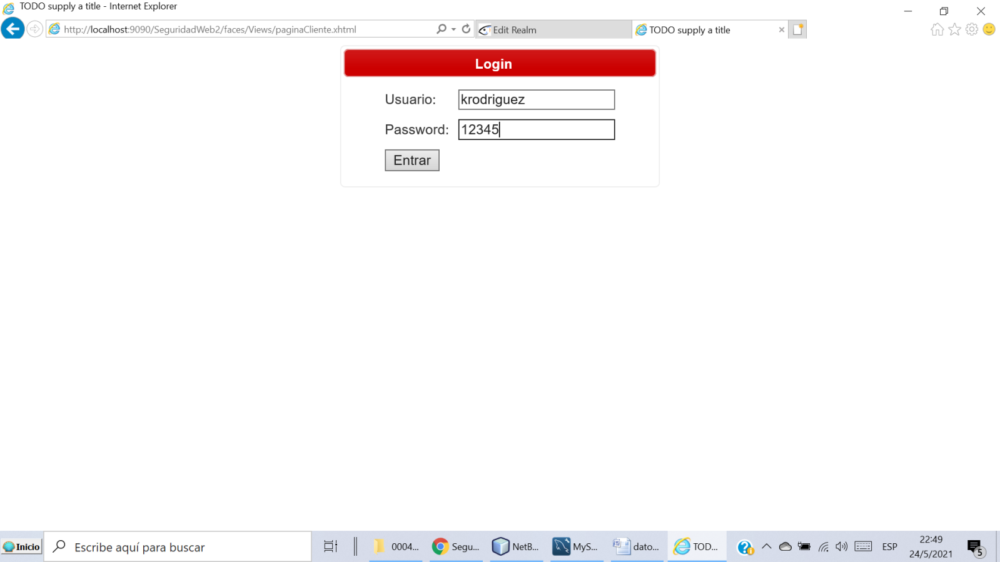 TODO supply a title - Internet Explorer
http://localhost:9090/SeguridadWeb2/faces/Views/paginaCliente.xhtml
Edit Realm
TODO supply a title
Login
Usuario: krodriguez
Password: 12345
Entrar
Inicio
Escribe aquí para buscar
0004...
Segu...
NetB...
MyS...
dato...
TOD...
ESP
22:49
24/5/2021
5